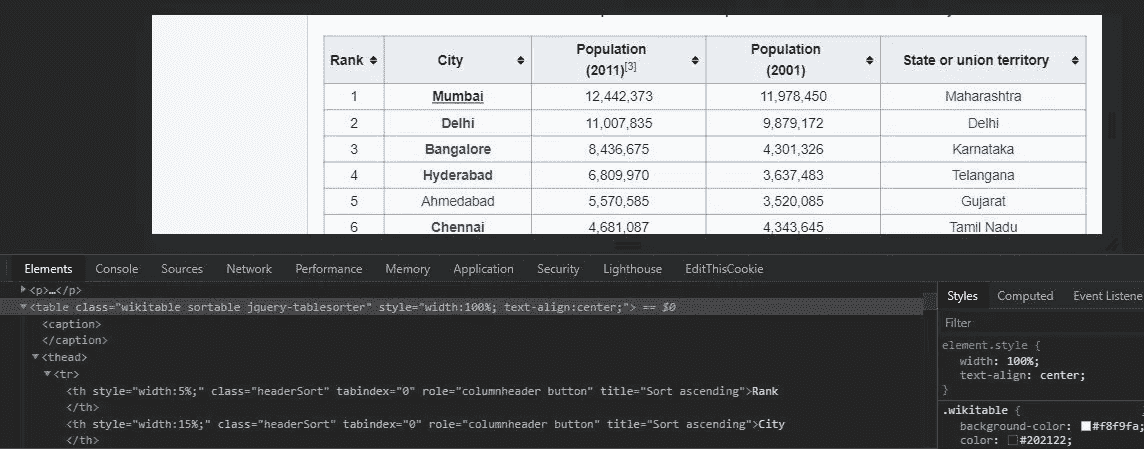 Rank City Population (2011)[3] Population (2001) State or union territory
1 Mumbai 12,442,373 11,978,450 Maharashtra
2 Delhi 11,007,835 9,879,172 Delhi
3 Bangalore 8,436,675 4,301,326 Karnataka
4 Hyderabad 6,809,970 3,637,483 Telangana
5 Ahmedabad 5,570,585 3,520,085 Gujarat
6 Chennai 4,681,087 4,343,645 Tamil Nadu
Elements Console Sources Network Performance Memory Application Security Lighthouse EditThisCookie
<p>…</p>
<table class="wikitable sortable jquery-tablesorter" style="width:100%; text-align:center;"> == $0
<caption>
</caption>
<thead>
<tr>
<th style="width:5%;" class="headerSort" tabindex="0" role="columnheader button" title="Sort ascending">Rank
</th>
<th style="width:15%;" class="headerSort" tabindex="0" role="columnheader button" title="Sort ascending">City
</th>
Styles Computed Event Listene
Filter
element.style {
width: 100%;
text-align: center;
}
.wikitable {
background-color: #f8f9fa;
color: #202122;